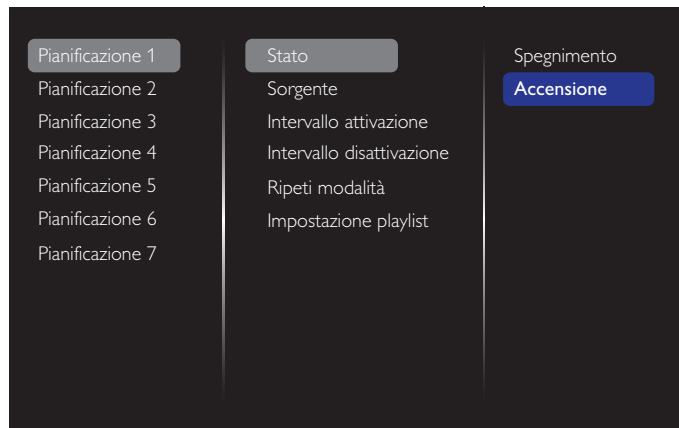 Pianificazione 1
Pianificazione 2
Pianificazione 3
Pianificazione 4
Pianificazione 5
Pianificazione 6
Pianificazione 7
Stato
Sorgente
Intervallo attivazione
Intervallo disattivazione
Ripeti modalità
Impostazione playlist
Spegnimento
Accensione